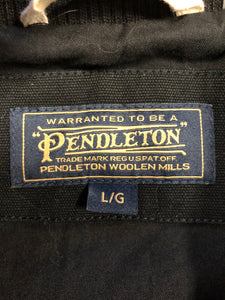 WARRANTED TO BE A
"PENDLETON"
TRADE MARK REG U.S. PAT OFF.
PENDLETON WOOLEN MILLS
L/G